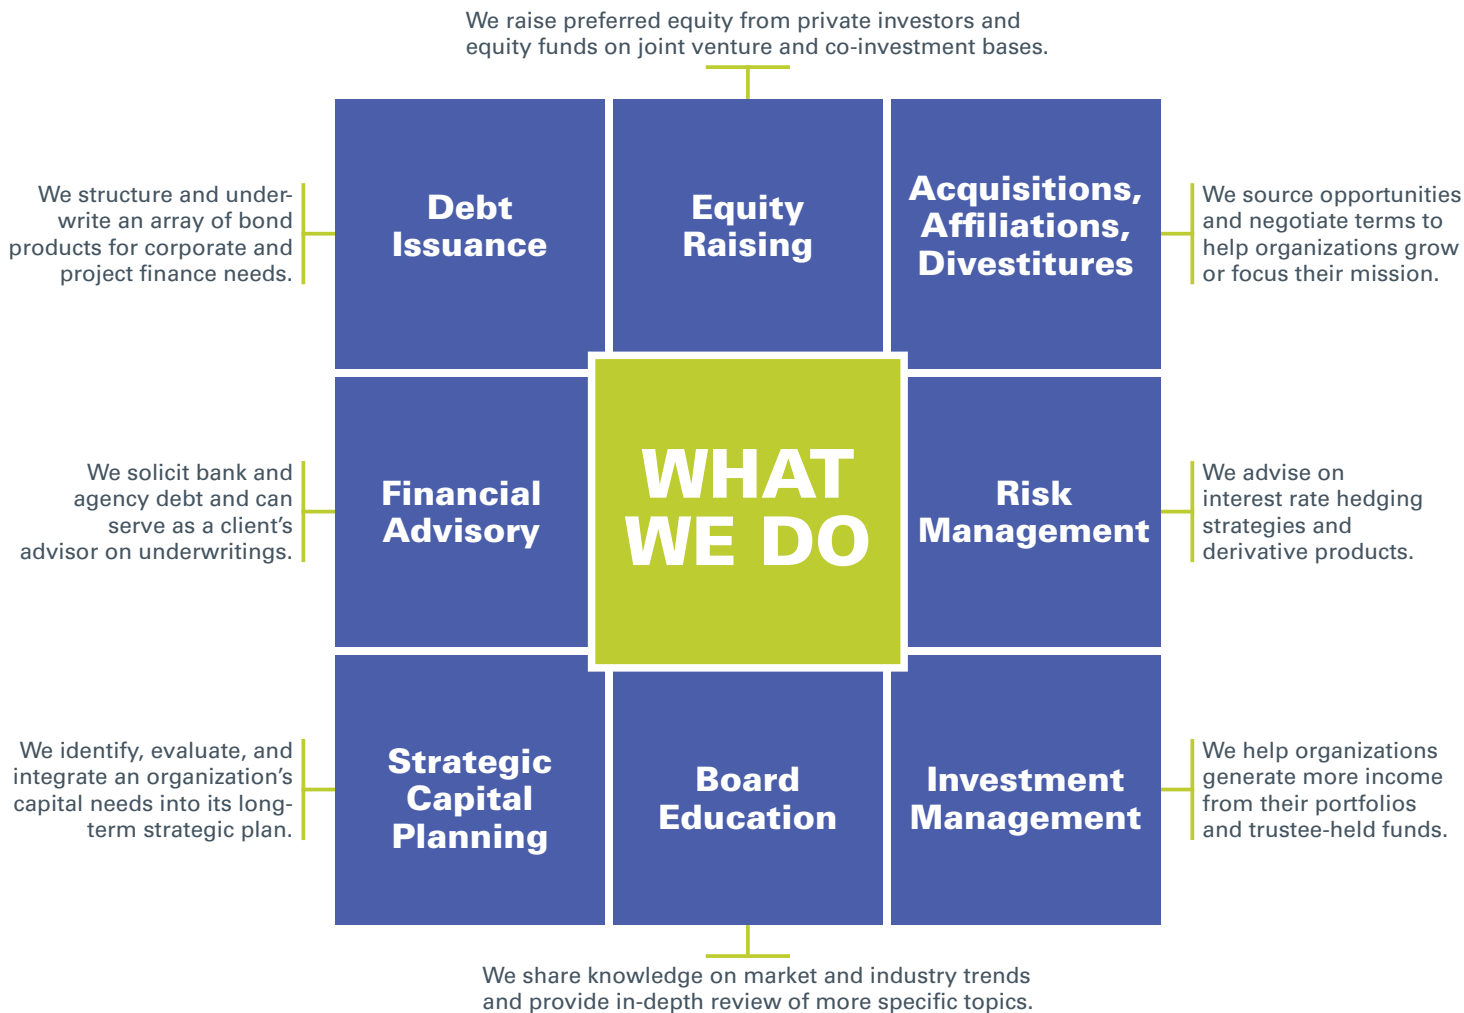 We raise preferred equity from private investors and
equity funds on joint venture and co-investment bases.
We structure and under-
write an array of bond
products for corporate and
project finance needs.
Debt
Issuance
Equity
Raising
Acquisitions,
Affiliations,
Divestitures
We source opportunities
and negotiate terms to
help organizations grow
or focus their mission.
We solicit bank and
agency debt and can
serve as a client’s
advisor on underwritings.
Financial
Advisory
WHAT
WE DO
Risk
Management
We advise on
interest rate hedging
strategies and
derivative products.
We identify, evaluate, and
integrate an organization’s
capital needs into its long-
term strategic plan.
Strategic
Capital
Planning
Board
Education
Investment
Management
We help organizations
generate more income
from their portfolios
and trustee-held funds.
We share knowledge on market and industry trends
and provide in-depth review of more specific topics.